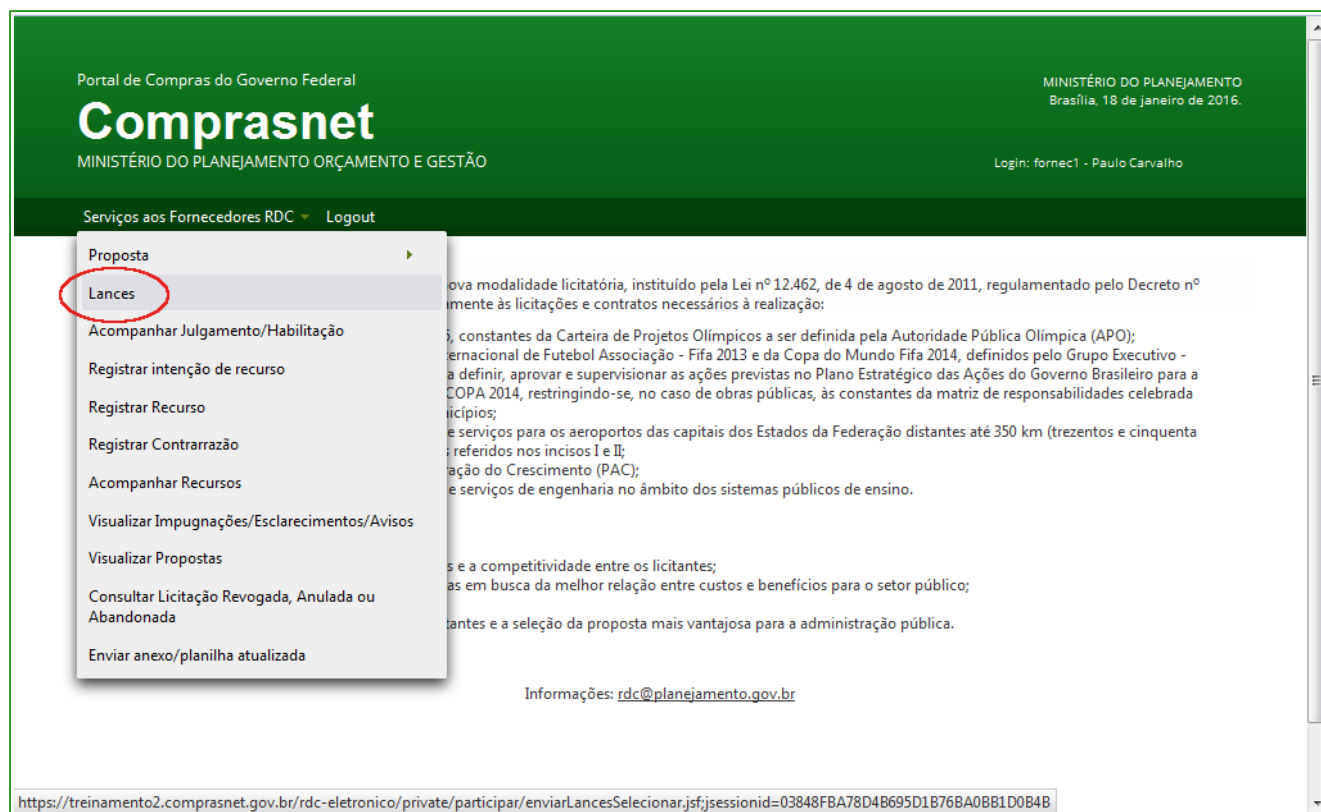 Portal de Compras do Governo Federal
Comprasnet
MINISTÉRIO DO PLANEJAMENTO ORÇAMENTO E GESTÃO
MINISTÉRIO DO PLANEJAMENTO
Brasília, 18 de janeiro de 2016.
Login: fornec1 - Paulo Carvalho
Serviços aos Fornecedores RDC Logout
Proposta
Lances
Acompanhar Julgamento/Habilitação
Registrar intenção de recurso
Registrar Recurso
Registrar Contrarrazão
Acompanhar Recursos
Visualizar Impugnações/Esclarecimentos/Avisos
Visualizar Propostas
Consultar Licitação Revogada, Anulada ou
Abandonada
Enviar anexo/planilha atualizada
ova modalidade licitatória, instituído pela Lei nº 12.462, de 4 de agosto de 2011, regulamentado pelo Decreto nº
amente às licitações e contratos necessários à realização:
, constantes da Carteira de Projetos Olímpicos a ser definida pela Autoridade Pública Olímpica (APO);
ernacional de Futebol Associação - Fifa 2013 e da Copa do Mundo Fifa 2014, definidos pelo Grupo Executivo -
a definir, aprovar e supervisionar as ações previstas no Plano Estratégico das Ações do Governo Brasileiro para a
COPA 2014, restringindo-se, no caso de obras públicas, às constantes da matriz de responsabilidades celebrada
icípios;
e serviços para os aeroportos das capitais dos Estados da Federação distantes até 350 km (trezentos e cinquenta
s referidos nos incisos I e II;
ração do Crescimento (PAC);
e serviços de engenharia no âmbito dos sistemas públicos de ensino.
s e a competitividade entre os licitantes;
as em busca da melhor relação entre custos e benefícios para o setor público;
tantes e a seleção da proposta mais vantajosa para a administração pública.
Informações: rdc@planejamento.gov.br
https://treinamento2.comprasnet.gov.br/rdc-eletronico/private/participar/enviarLancesSelecionar.jsf;jsessionid=03848FBA78D4B695D1B76BA0BB1D0B4B